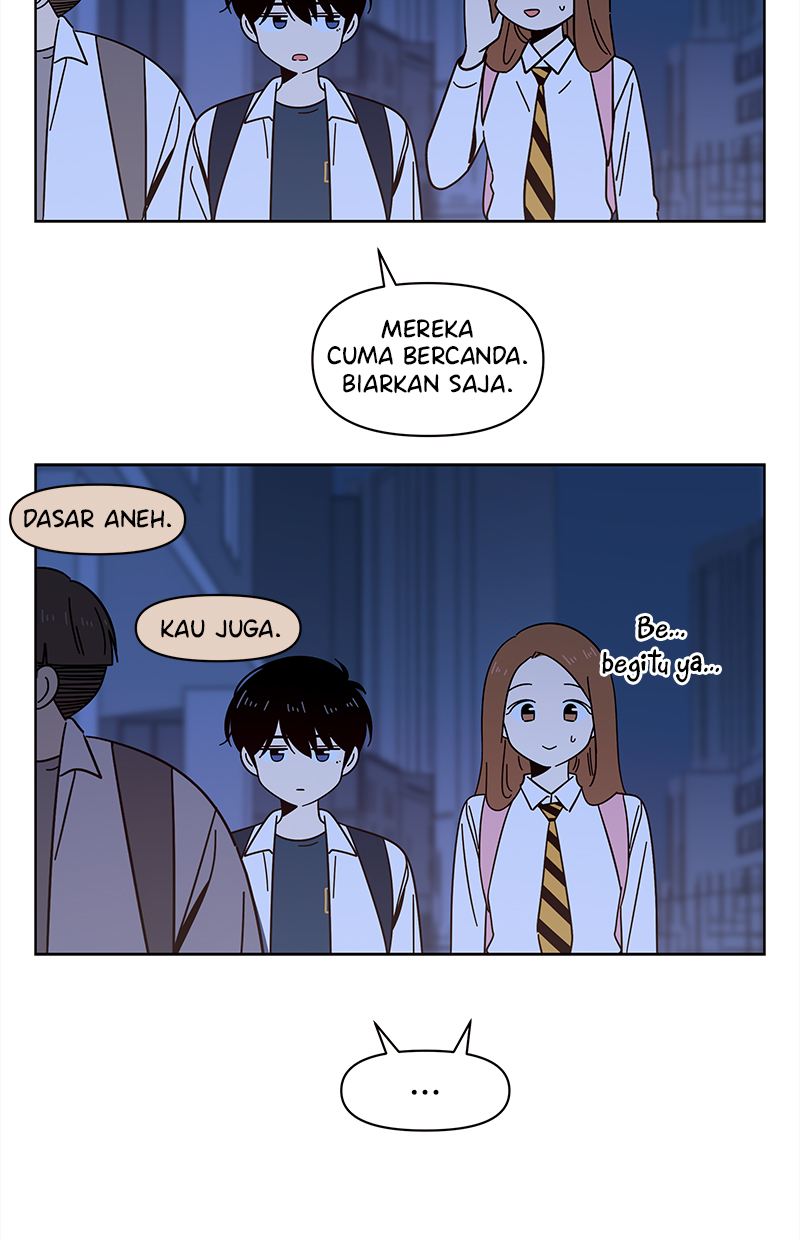 MEREKA
CUMA BERCANDA.
BIARKAN SAJA.
DASAR ANEH.
KAU JUGA.
Be...
begitu ya...
...